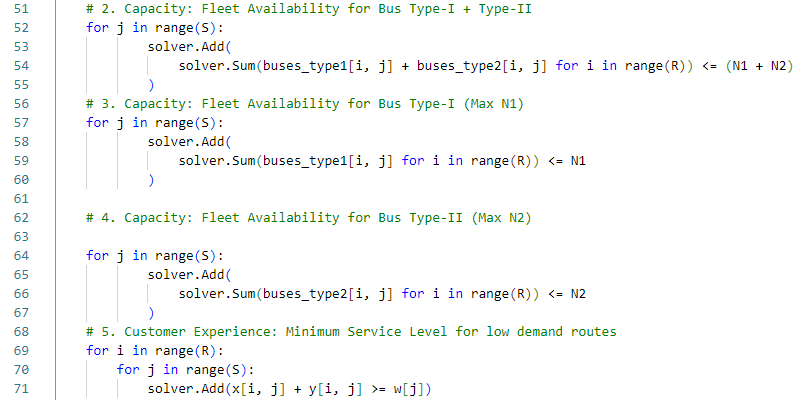 51 # 2. Capacity: Fleet Availability for Bus Type-I + Type-II
52 for j in range(S):
53 solver.Add(
54 solver.Sum(buses_type1[i, j] + buses_type2[i, j] for i in range(R)) <= (N1 + N2)
55 )
56 # 3. Capacity: Fleet Availability for Bus Type-I (Max N1)
57 for j in range(S):
58 solver.Add(
59 solver.Sum(buses_type1[i, j] for i in range(R)) <= N1
60 )
61
62 # 4. Capacity: Fleet Availability for Bus Type-II (Max N2)
63
64 for j in range(S):
65 solver.Add(
66 solver.Sum(buses_type2[i, j] for i in range(R)) <= N2
67 )
68 # 5. Customer Experience: Minimum Service Level for low demand routes
69 for i in range(R):
70 for j in range(S):
71 solver.Add(x[i, j] + y[i, j] >= w[j])